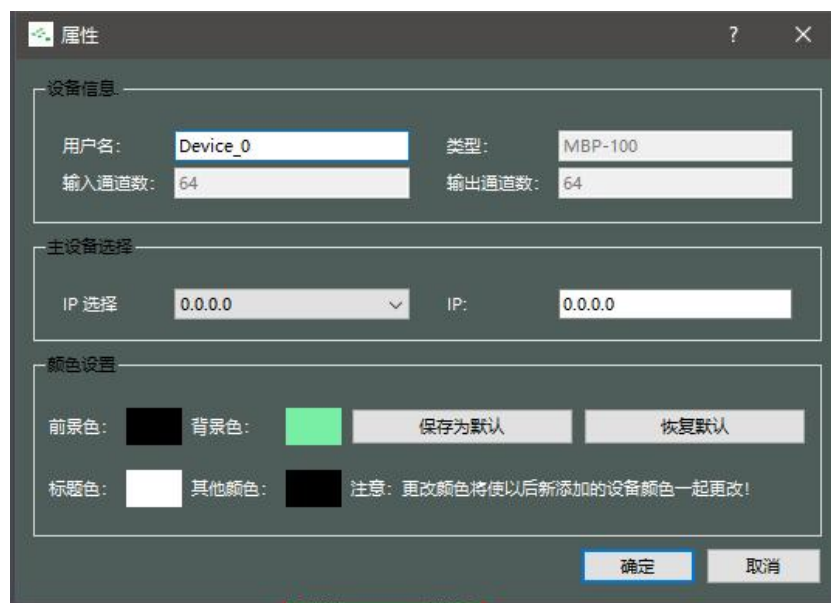 属性
设备信息
用户名： Device_0 类型： MBP-100
输入通道数： 64 输出通道数： 64
主设备选择
IP 选择 0.0.0.0 IP: 0.0.0.0
颜色设置
前景色： 背景色： 保存为默认 恢复默认
标题色： 其他颜色： 注意：更改颜色将使以后新添加的设备颜色一起更改！
确定 取消